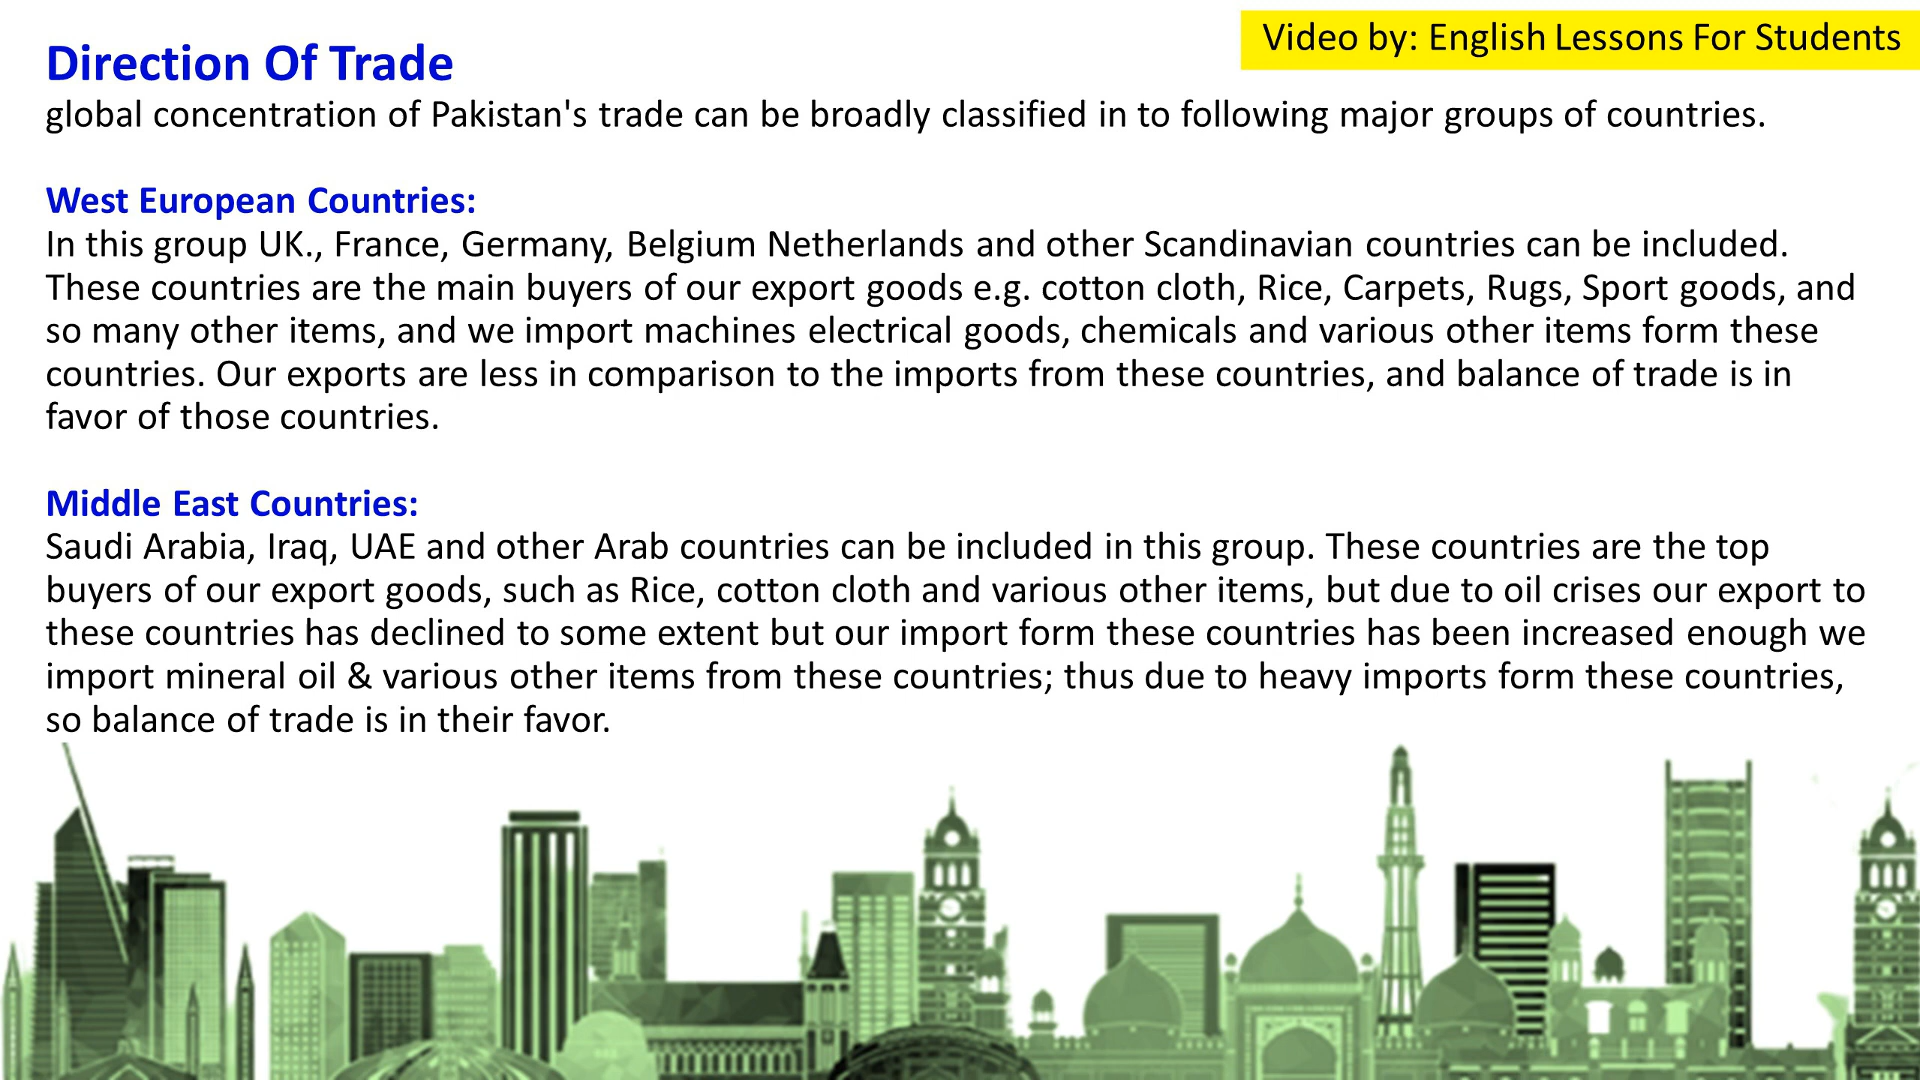 Video by: English Lessons For Students
Direction Of Trade
global concentration of Pakistan's trade can be broadly classified in to following major groups of countries.
West European Countries:
In this group UK., France, Germany, Belgium Netherlands and other Scandinavian countries can be included.
These countries are the main buyers of our export goods e.g. cotton cloth, Rice, Carpets, Rugs, Sport goods, and
so many other items, and we import machines electrical goods, chemicals and various other items form these
countries. Our exports are less in comparison to the imports from these countries, and balance of trade is in
favor of those countries.
Middle East Countries:
Saudi Arabia, Iraq, UAE and other Arab countries can be included in this group. These countries are the top
buyers of our export goods, such as Rice, cotton cloth and various other items, but due to oil crises our export to
these countries has declined to some extent but our import form these countries has been increased enough we
import mineral oil & various other items from these countries; thus due to heavy imports form these countries,
so balance of trade is in their favor.